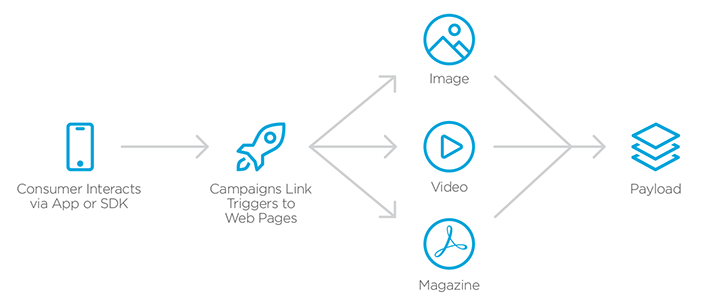 Image
Consumer Interacts
via App or SDK
Campaigns Link
Triggers to
Web Pages
Video
Payload
Magazine